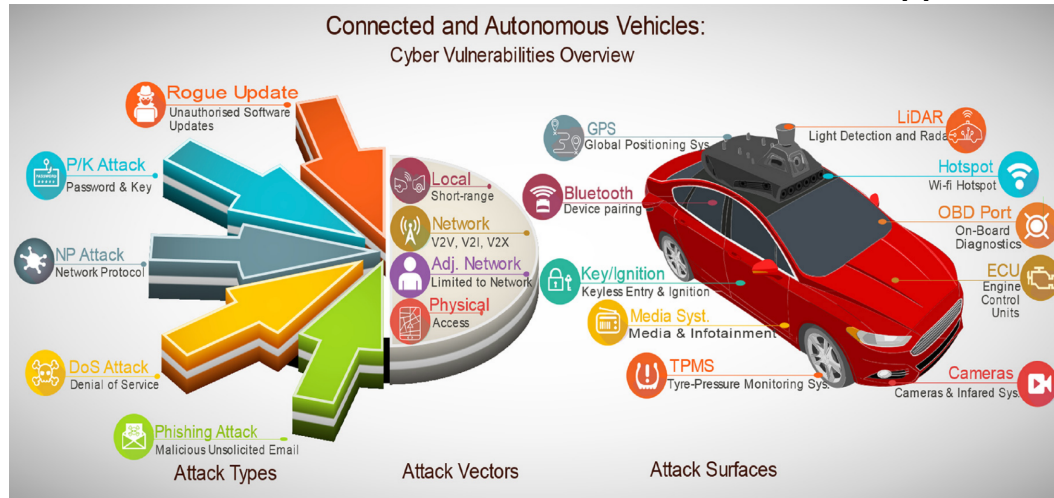 Connected and Autonomous Vehicles:
Cyber Vulnerabilities Overview
Rogue Update
Unauthorised Software
Updates
P/K Attack
Password & Key
NP Attack
Network Protocol
DoS Attack
Denial of Service
Phishing Attack
Malicious Unsolicited Email
Attack Types
Local
Short-range
Network
V2V, V2I, V2X
Adj. Network
Limited to Network
Physical
Access
Attack Vectors
GPS
Global Positioning Sys.
Bluetooth
Device pairing
Key/Ignition
Keyless Entry & Ignition
Media Syst.
Media & Infotainment
TPMS
Tyre-Pressure Monitoring Sys.
LiDAR
Light Detection and Radar
Hotspot
Wi-fi Hotspot
OBD Port
On-Board
Diagnostics
ECU
Engine
Control
Units
Cameras
Cameras & Infared Sys.
Attack Surfaces